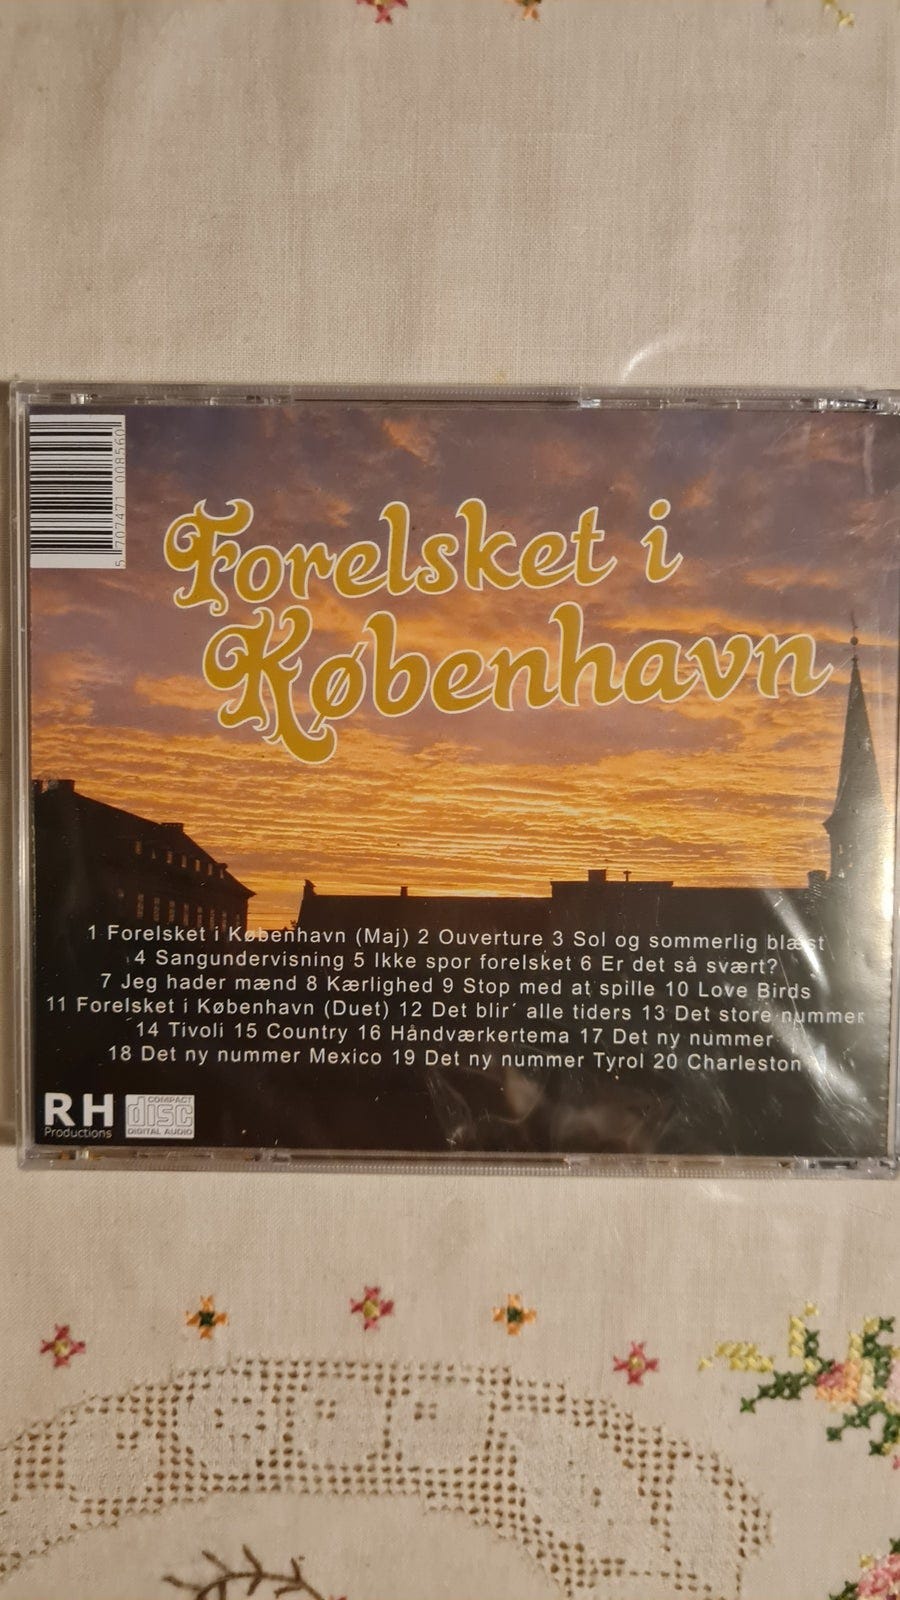 5 707471 008560
Forelsket i
København
1 Forelsket i København (Maj) 2 Ouverture 3 Sol og sommerlig blæst
4 Sangundervisning 5 Ikke spor forelsket 6 Er det så svært?
7 Jeg hader mænd 8 Kærlighed 9 Stop med at spille 10 Love Birds
11 Forelsket i København (Duet) 12 Det blir´ alle tiders 13 Det store nummer
14 Tivoli 15 Country 16 Håndværkertema 17 Det ny nummer
18 Det ny nummer Mexico 19 Det ny nummer Tyrol 20 Charleston
RH
Productions
COMPACT
disc
DIGITAL AUDIO